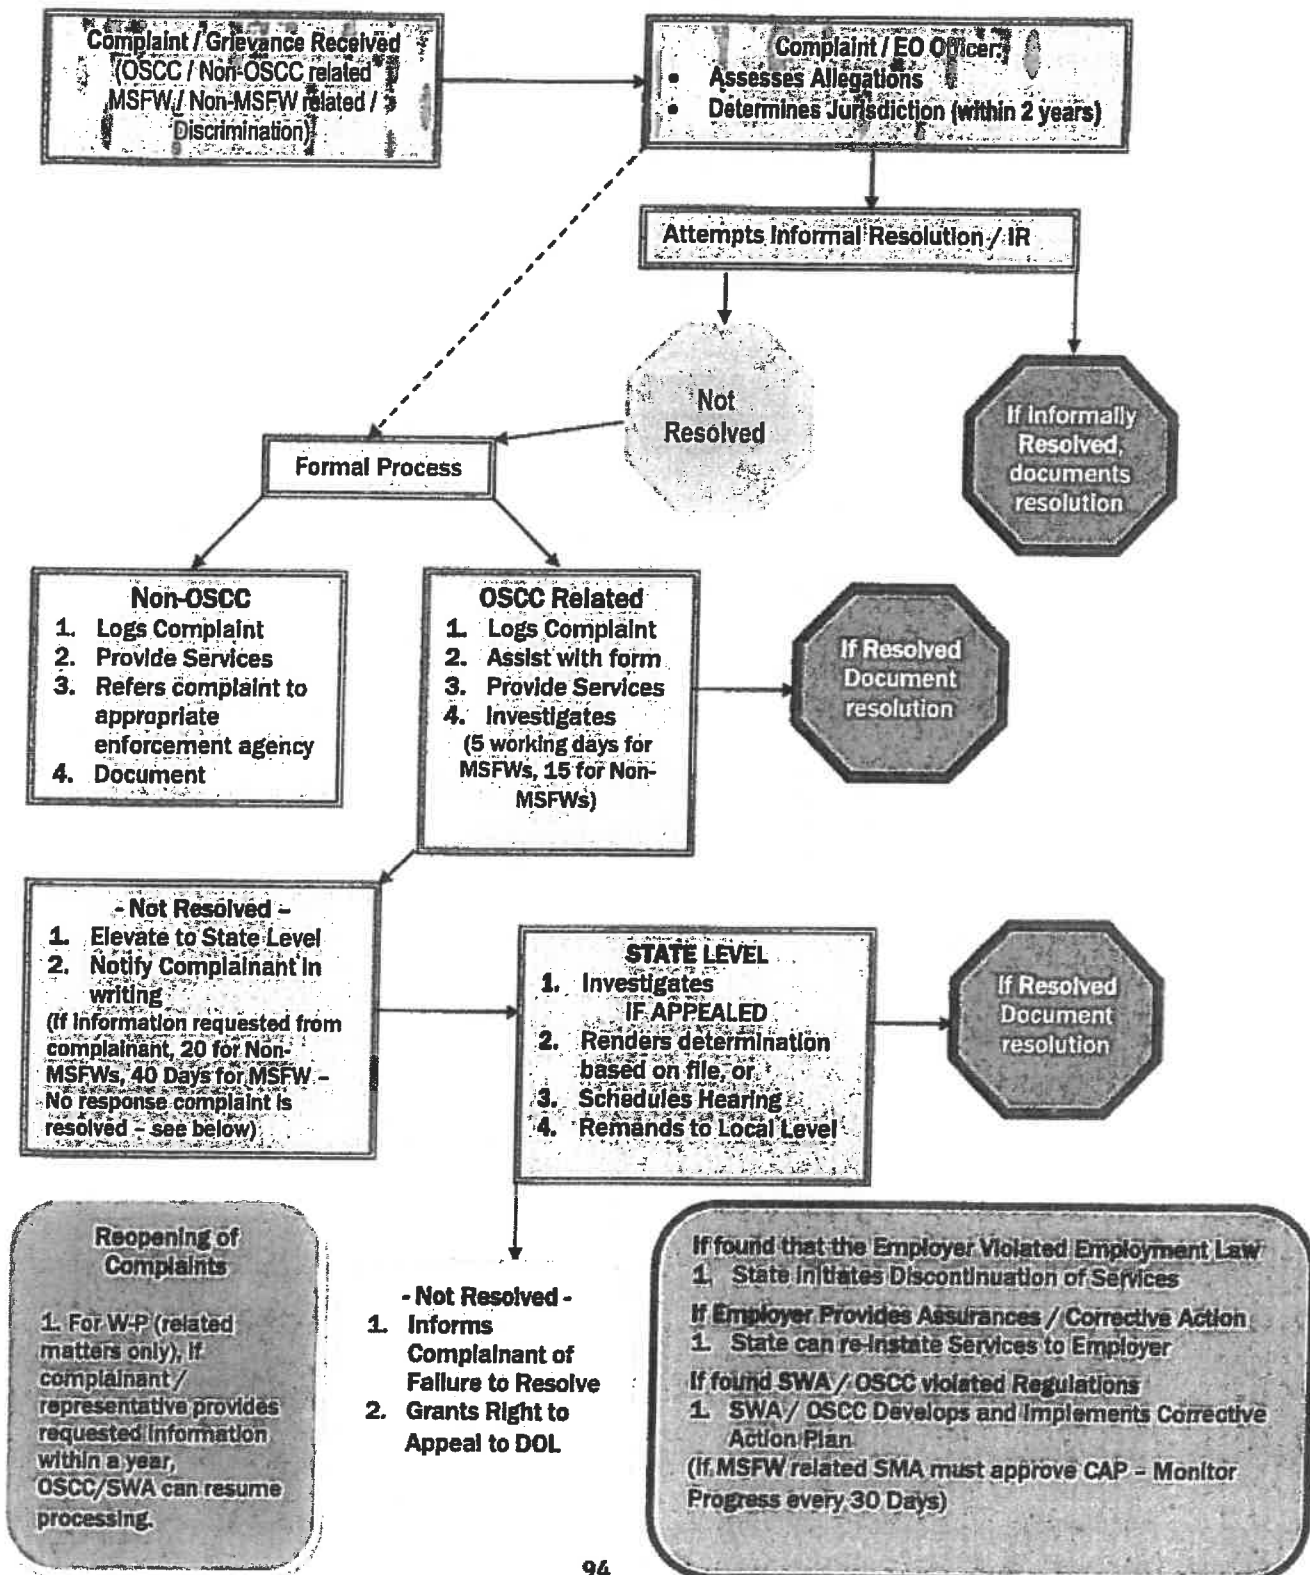 Complaint / Grievance Received
(OSCC / Non-OSCC related
MSFW / Non-MSFW related /
Discrimination)
Complaint / EO Officer:
• Assesses Allegations
• Determines Jurisdiction (within 2 years)
Attempts Informal Resolution / IR
Not
Resolved
If Informally
Resolved,
documents
resolution
Formal Process
Non-OSCC
1. Logs Complaint
2. Provide Services
3. Refers complaint to
appropriate
enforcement agency
4. Document
OSCC Related
1. Logs Complaint
2. Assist with form
3. Provide Services
4. Investigates
(5 working days for
MSFWs, 15 for Non-
MSFWs)
If Resolved
Document
resolution
- Not Resolved –
1. Elevate to State Level
2. Notify Complainant in
writing
(If information requested from
complainant, 20 for Non-
MSFWs, 40 Days for MSFW –
No response complaint is
resolved – see below)
STATE LEVEL
1. Investigates
IF APPEALED
2. Renders determination
based on file, or
3. Schedules Hearing
4. Remands to Local Level
If Resolved
Document
resolution
Reopening of
Complaints
1. For W-P (related
matters only), if
complainant /
representative provides
requested information
within a year,
OSCC/SWA can resume
processing.
- Not Resolved -
1. Informs
Complainant of
Failure to Resolve
2. Grants Right to
Appeal to DOL
If found that the Employer Violated Employment Law
1. State Initiates Discontinuation of Services
If Employer Provides Assurances / Corrective Action
1. State can re-instate Services to Employer
If found SWA / OSCC violated Regulations
1. SWA / OSCC Develops and Implements Corrective
Action Plan
(If MSFW related SMA must approve CAP – Monitor
Progress every 30 Days)
94